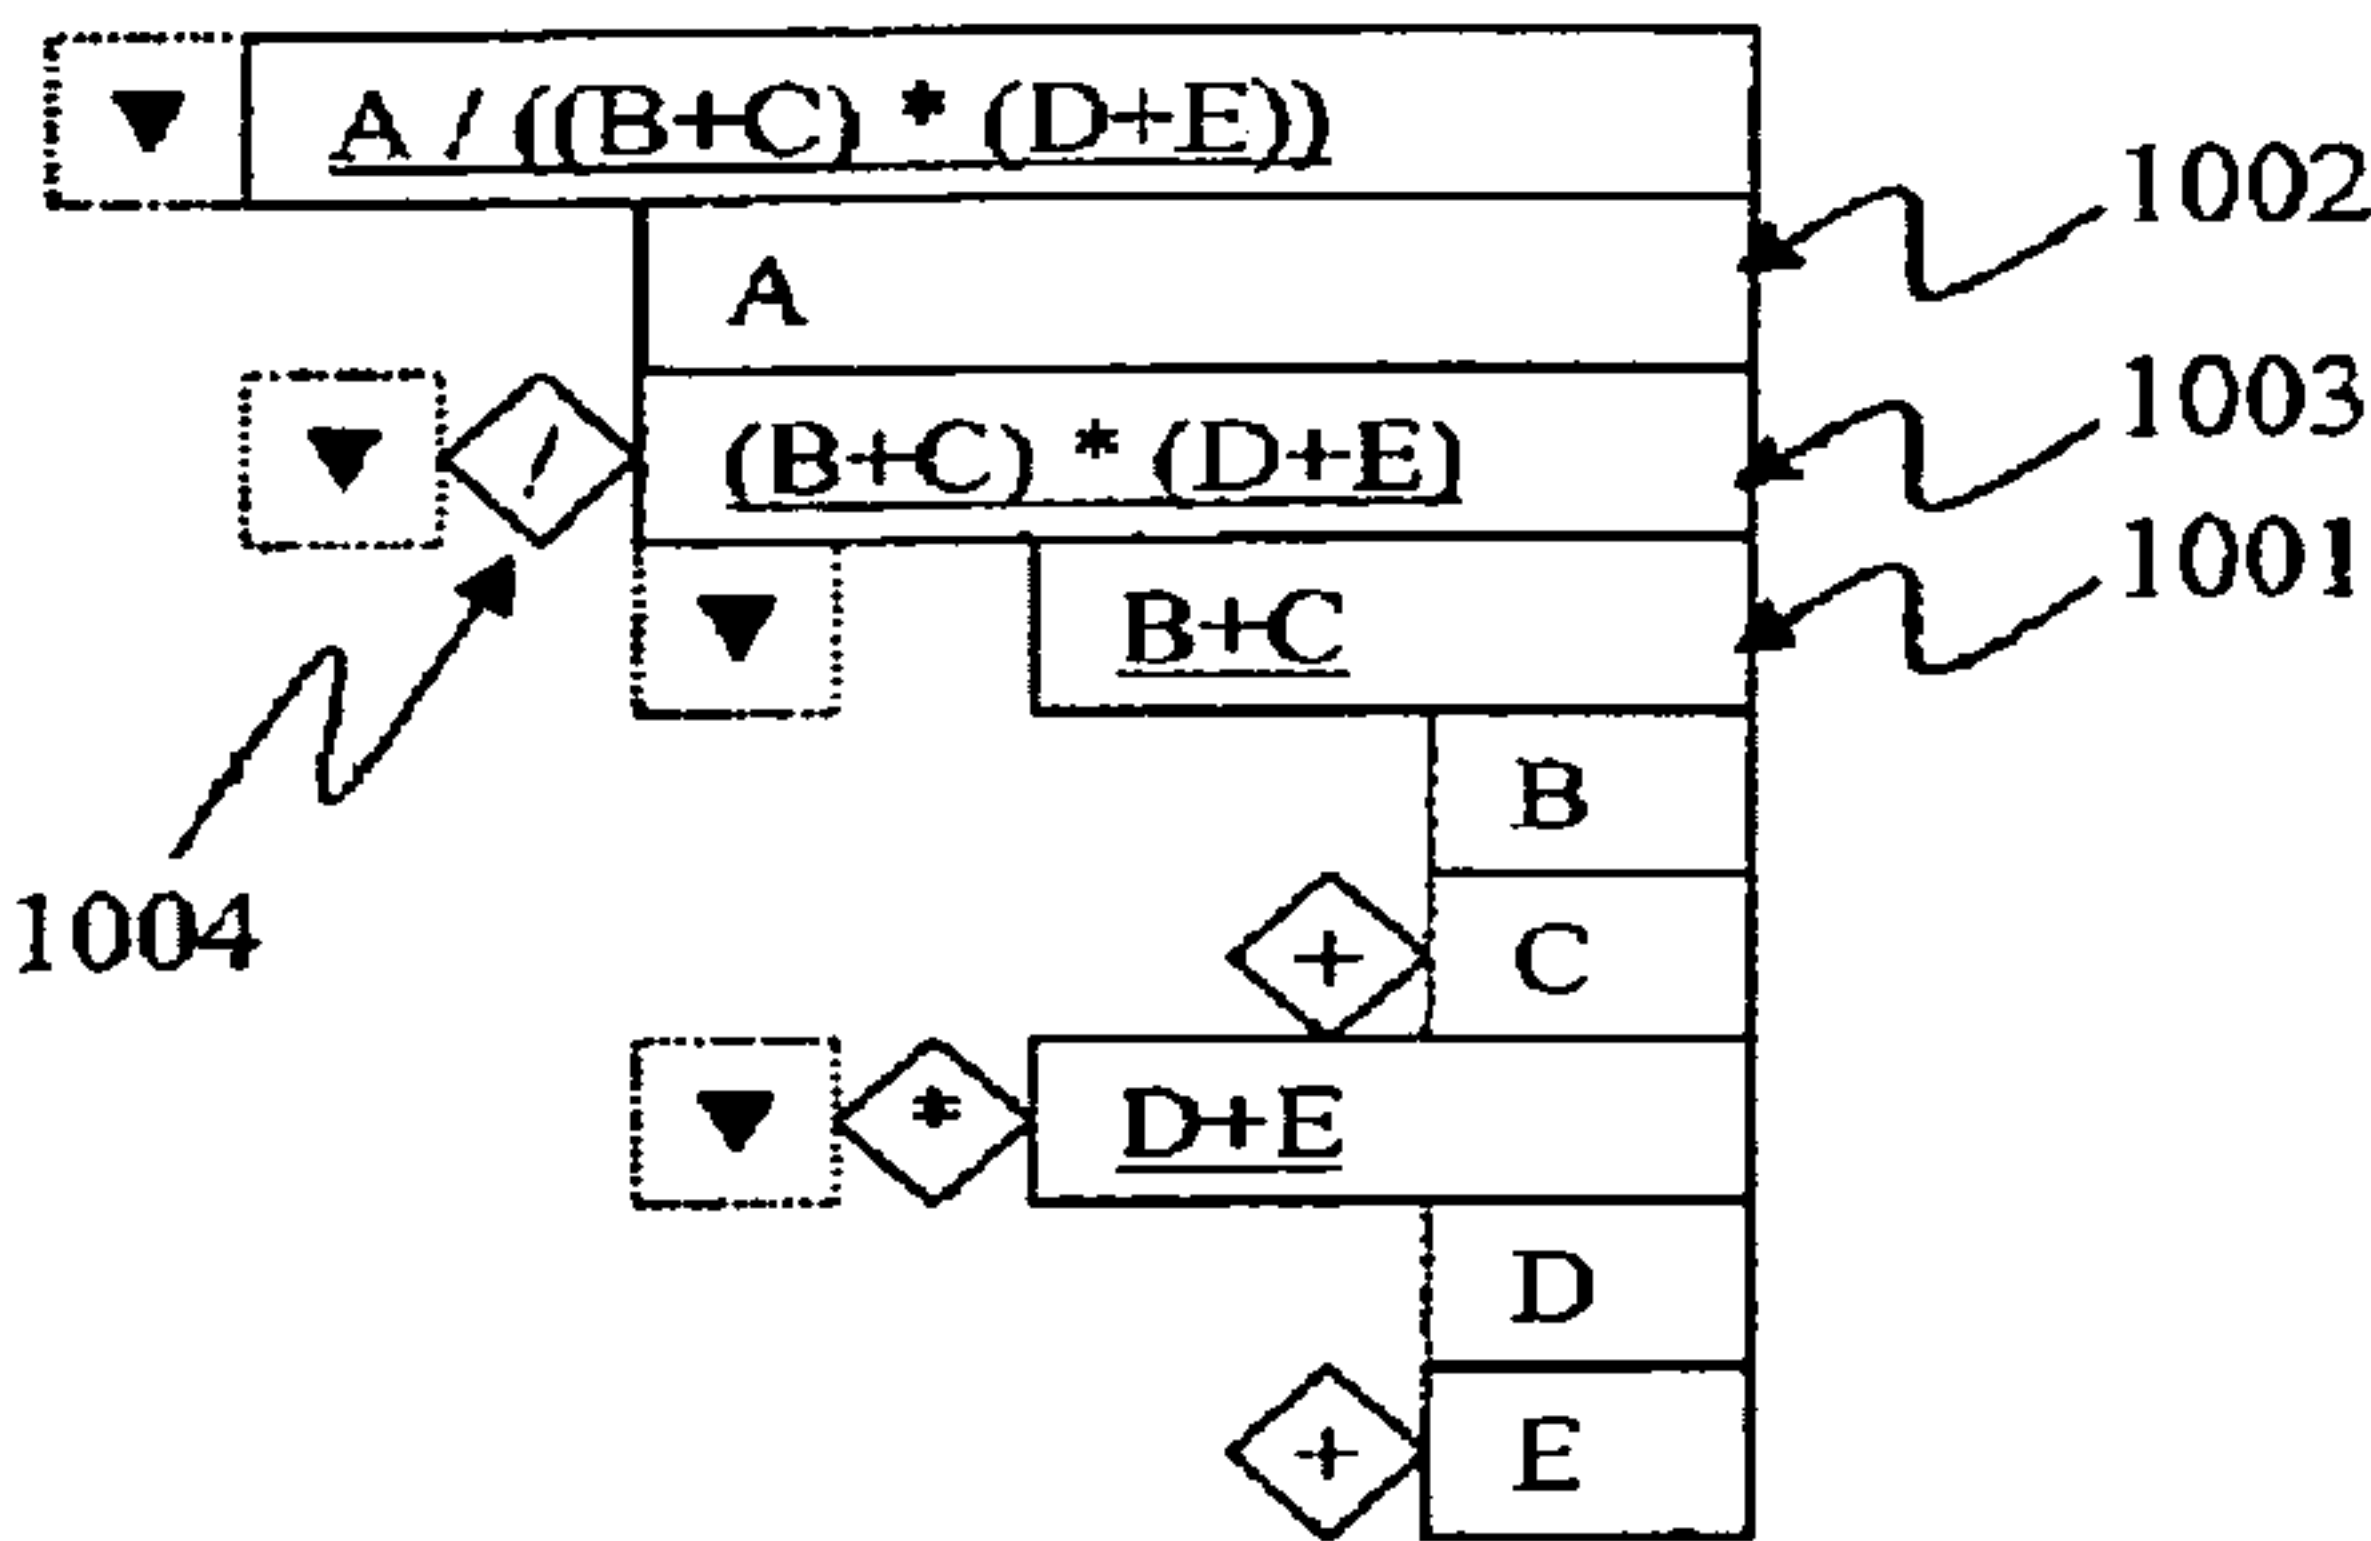 ▼ A / ((B+C) * (D+E))
1002
A
1003
▼ / (B+C) * (D+E)
1001
▼ B+C
B
1004
+ C
▼ * D+E
D
+ E